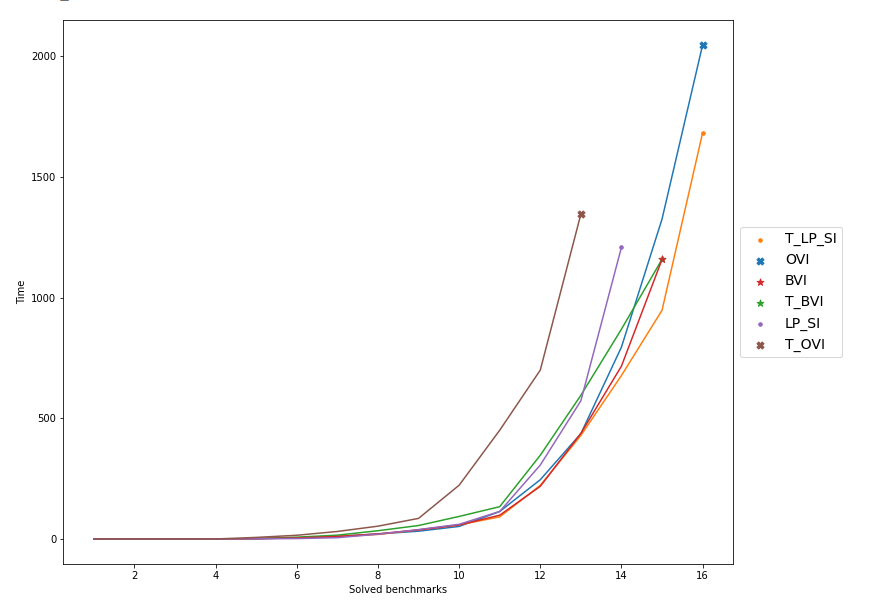 2000
1500
1000
500
0
Time
2
4
6
8
10
12
14
16
Solved benchmarks
T_LP_SI
OVI
BVI
T_BVI
LP_SI
T_OVI